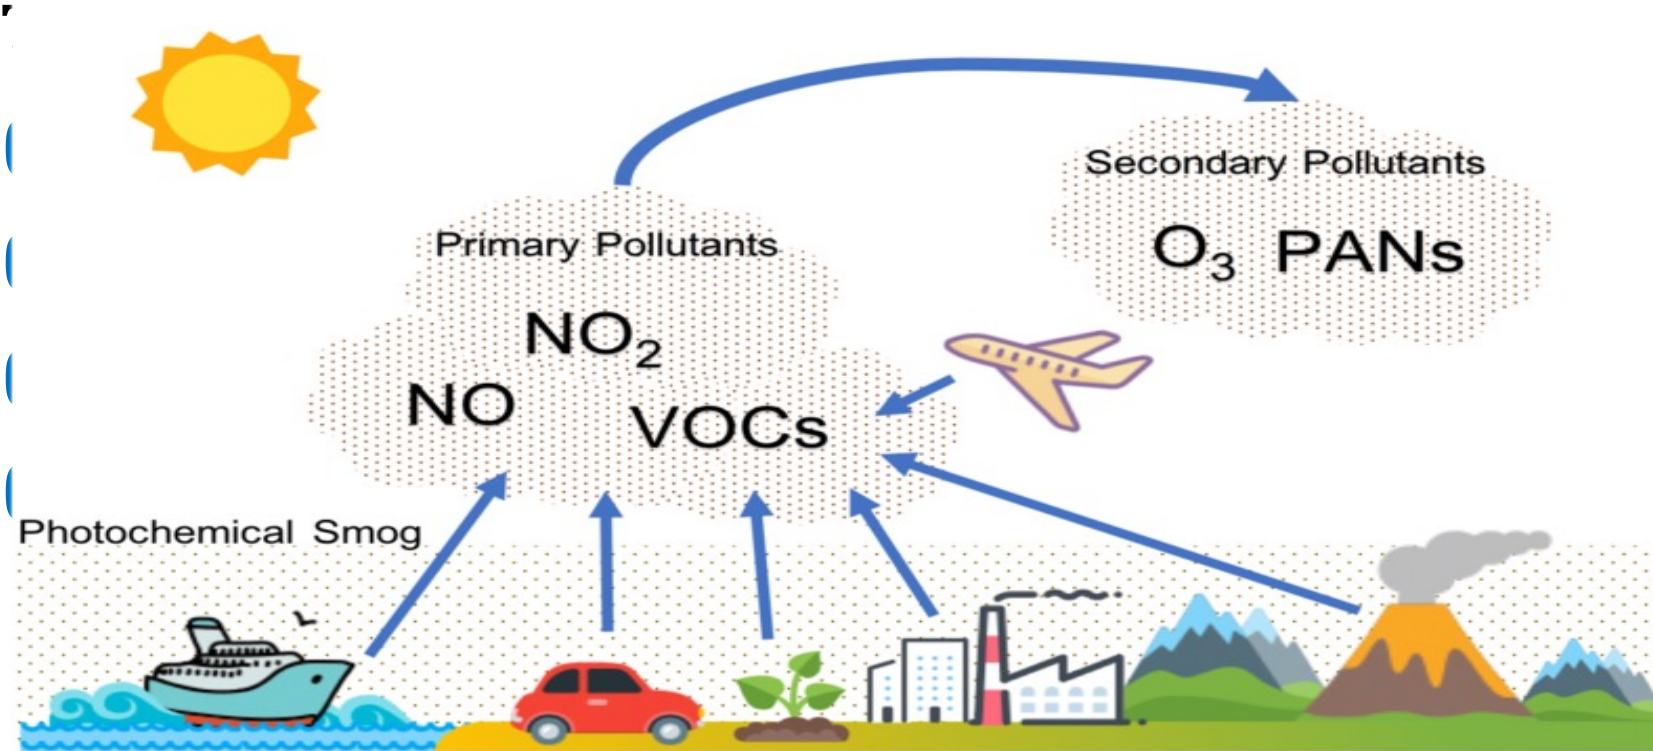 Secondary Pollutants
O₃ PANs
Primary Pollutants
NO₂
NO
VOCs
Photochemical Smog